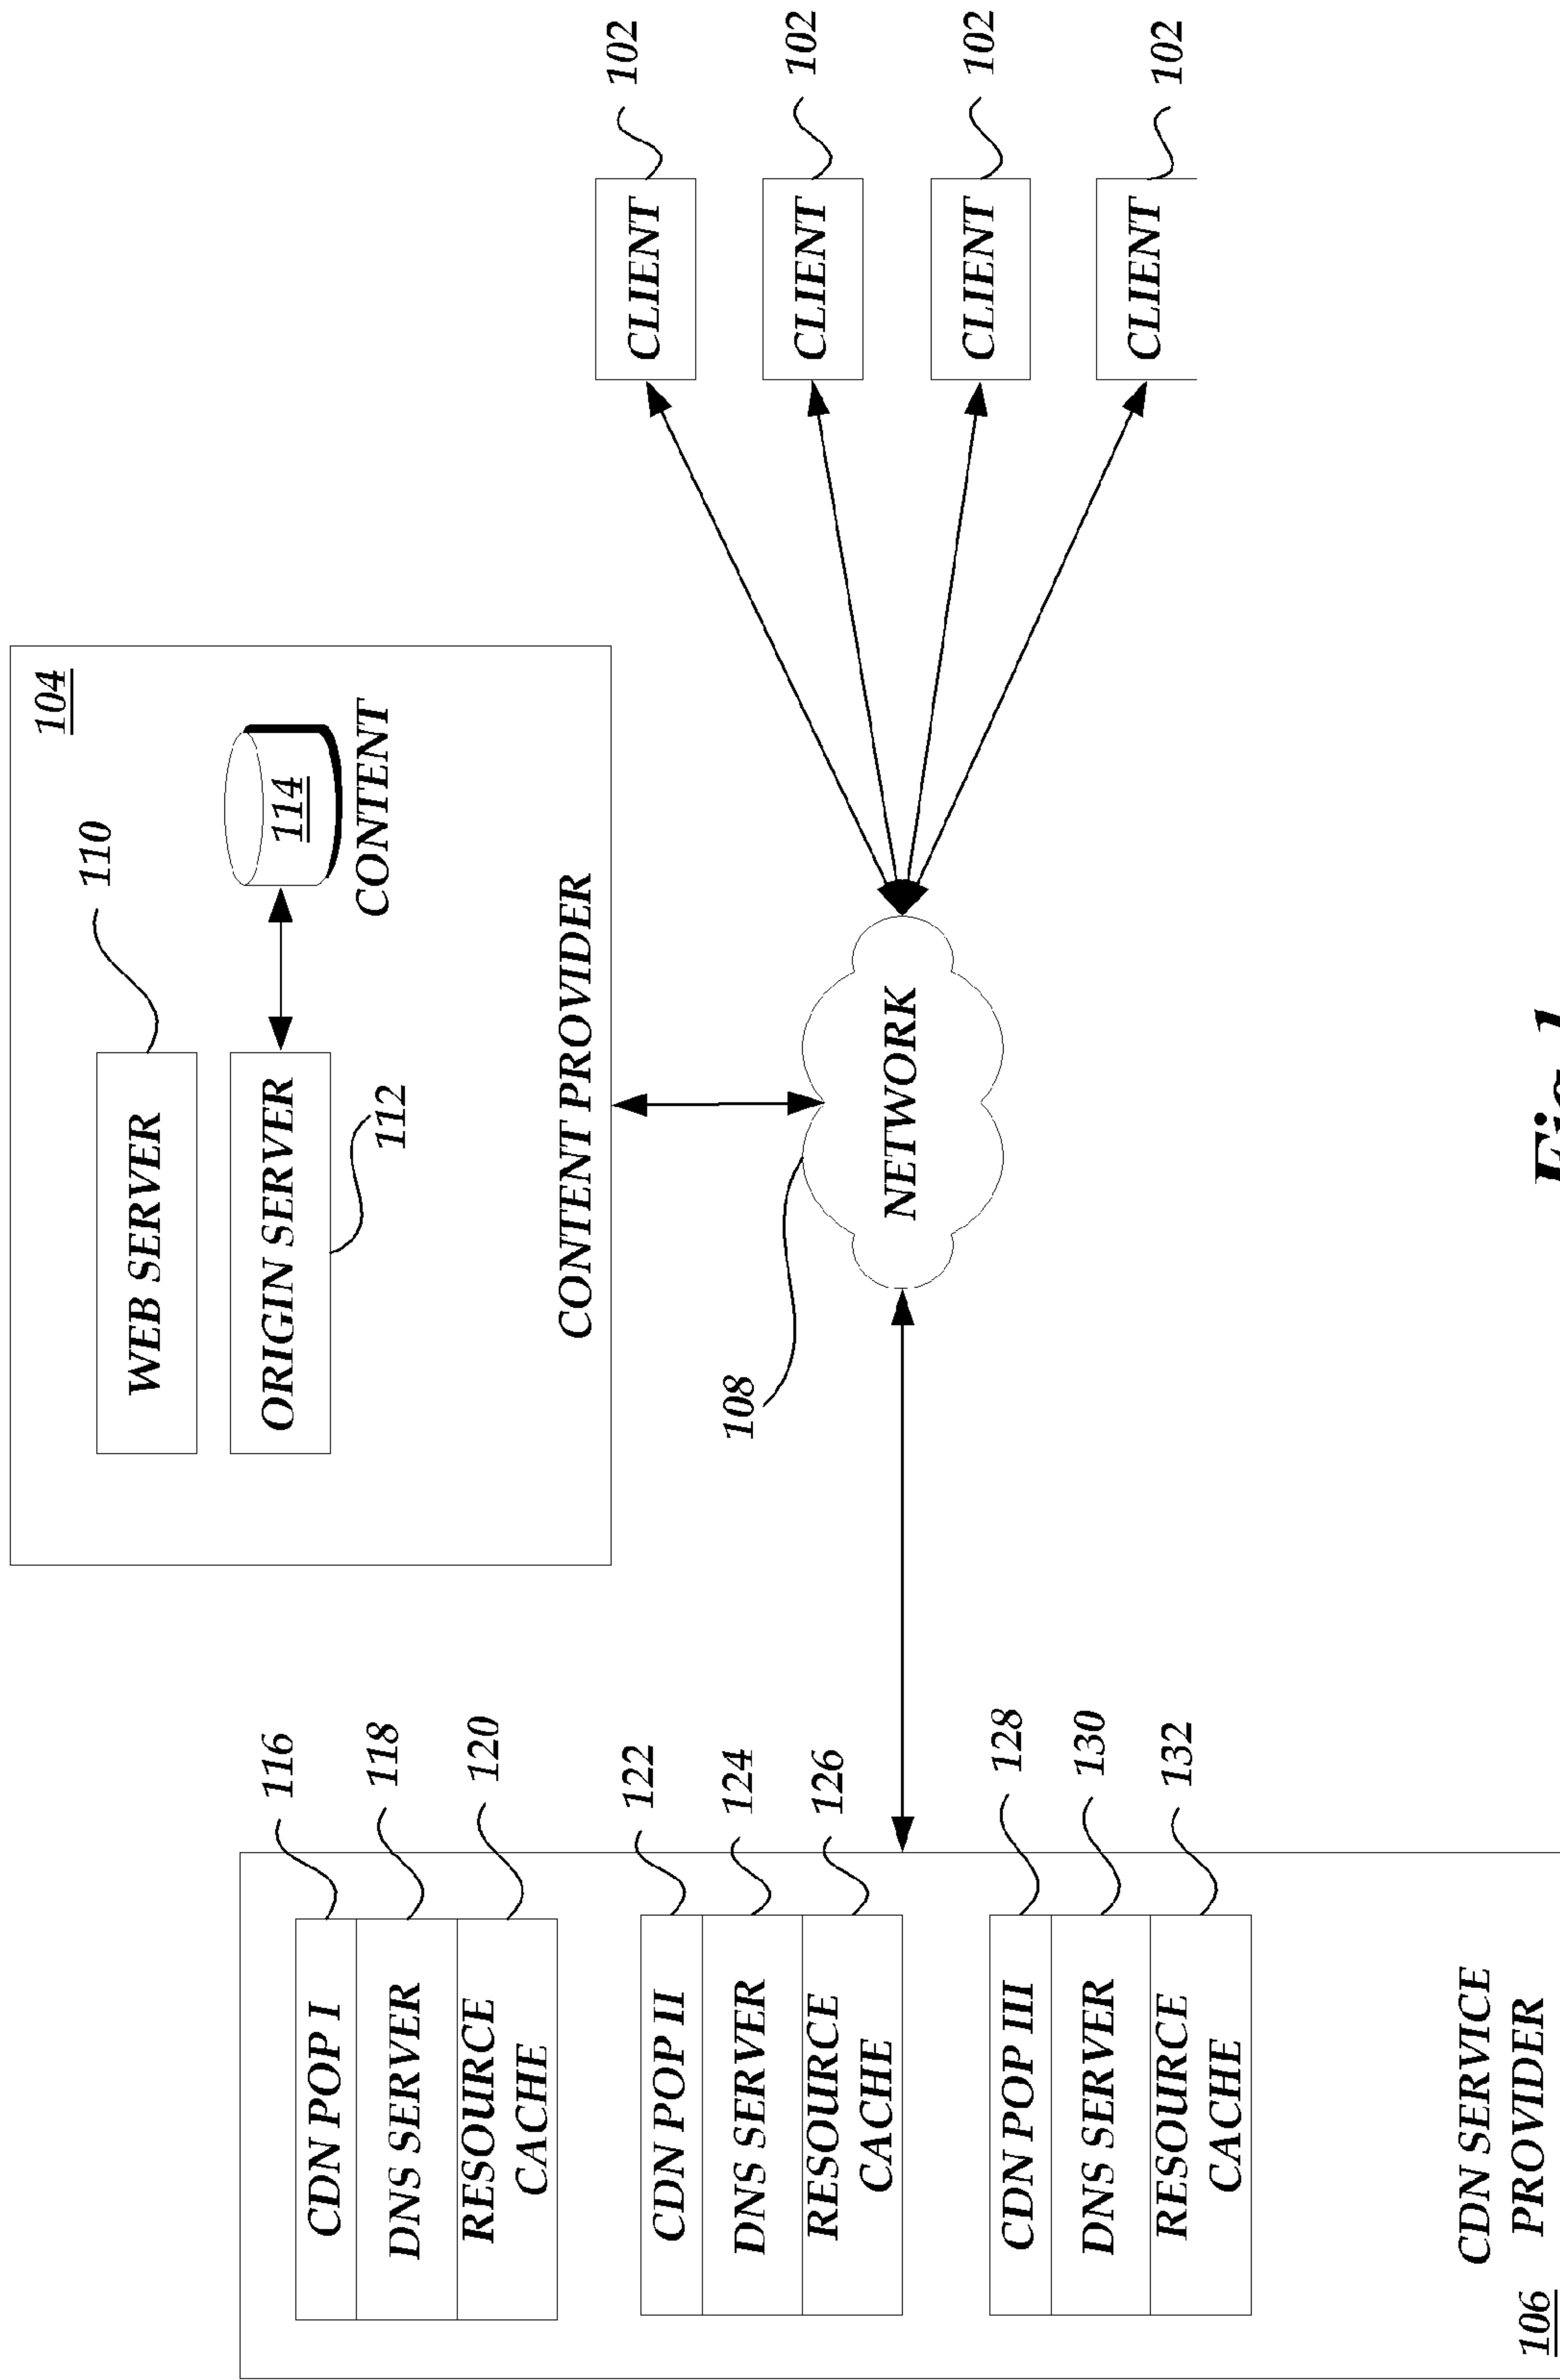 104
110
WEB SERVER
ORIGIN SERVER
112
114
CONTENT
CONTENT PROVIDER
116
CDN POP I
118
DNS SERVER
120
RESOURCE
CACHE
122
CDN POP II
124
DNS SERVER
126
RESOURCE
CACHE
128
CDN POP III
130
DNS SERVER
132
RESOURCE
CACHE
CDN SERVICE
PROVIDER
106
108
NETWORK
CLIENT
102
CLIENT
102
CLIENT
102
CLIENT
102
Fig. 1